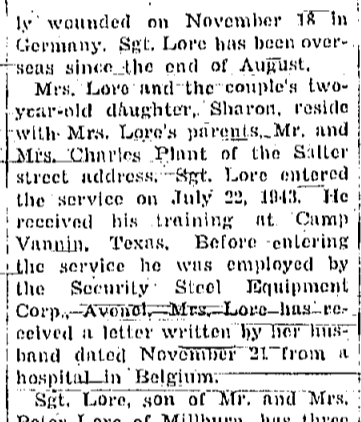 ly wounded on November 18 in
Germany. Sgt. Lore has been over-
seas since the end of August.
Mrs. Lore and the couple's two-
year-old daughter, Sharon, reside
with Mrs. Lore's parents, Mr. and
Mrs. Charles Plant of the Salter
street address. Sgt. Lore entered
the service on July 22, 1943. He
received his training at Camp
Vannin, Texas. Before entering
the service he was employed by
the Security Steel Equipment
Corp., Avenel. Mrs. Lore has re-
ceived a letter written by her hus-
band dated November 21 from a
hospital in Belgium.
Sgt. Lore, son of Mr. and Mrs.
Peter Lore of Millburn, has three